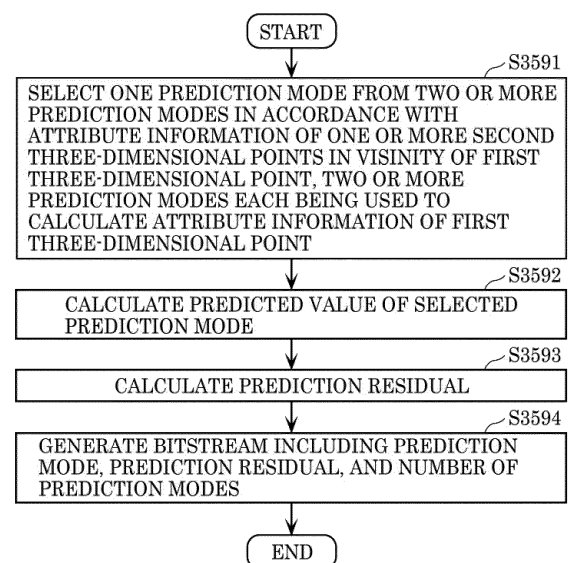 START
S3591
SELECT ONE PREDICTION MODE FROM TWO OR MORE
PREDICTION MODES IN ACCORDANCE WITH
ATTRIBUTE INFORMATION OF ONE OR MORE SECOND
THREE-DIMENSIONAL POINTS IN VISINITY OF FIRST
THREE-DIMENSIONAL POINT, TWO OR MORE
PREDICTION MODES EACH BEING USED TO
CALCULATE ATTRIBUTE INFORMATION OF FIRST
THREE-DIMENSIONAL POINT
S3592
CALCULATE PREDICTED VALUE OF SELECTED
PREDICTION MODE
S3593
CALCULATE PREDICTION RESIDUAL
S3594
GENERATE BITSTREAM INCLUDING PREDICTION
MODE, PREDICTION RESIDUAL, AND NUMBER OF
PREDICTION MODES
END